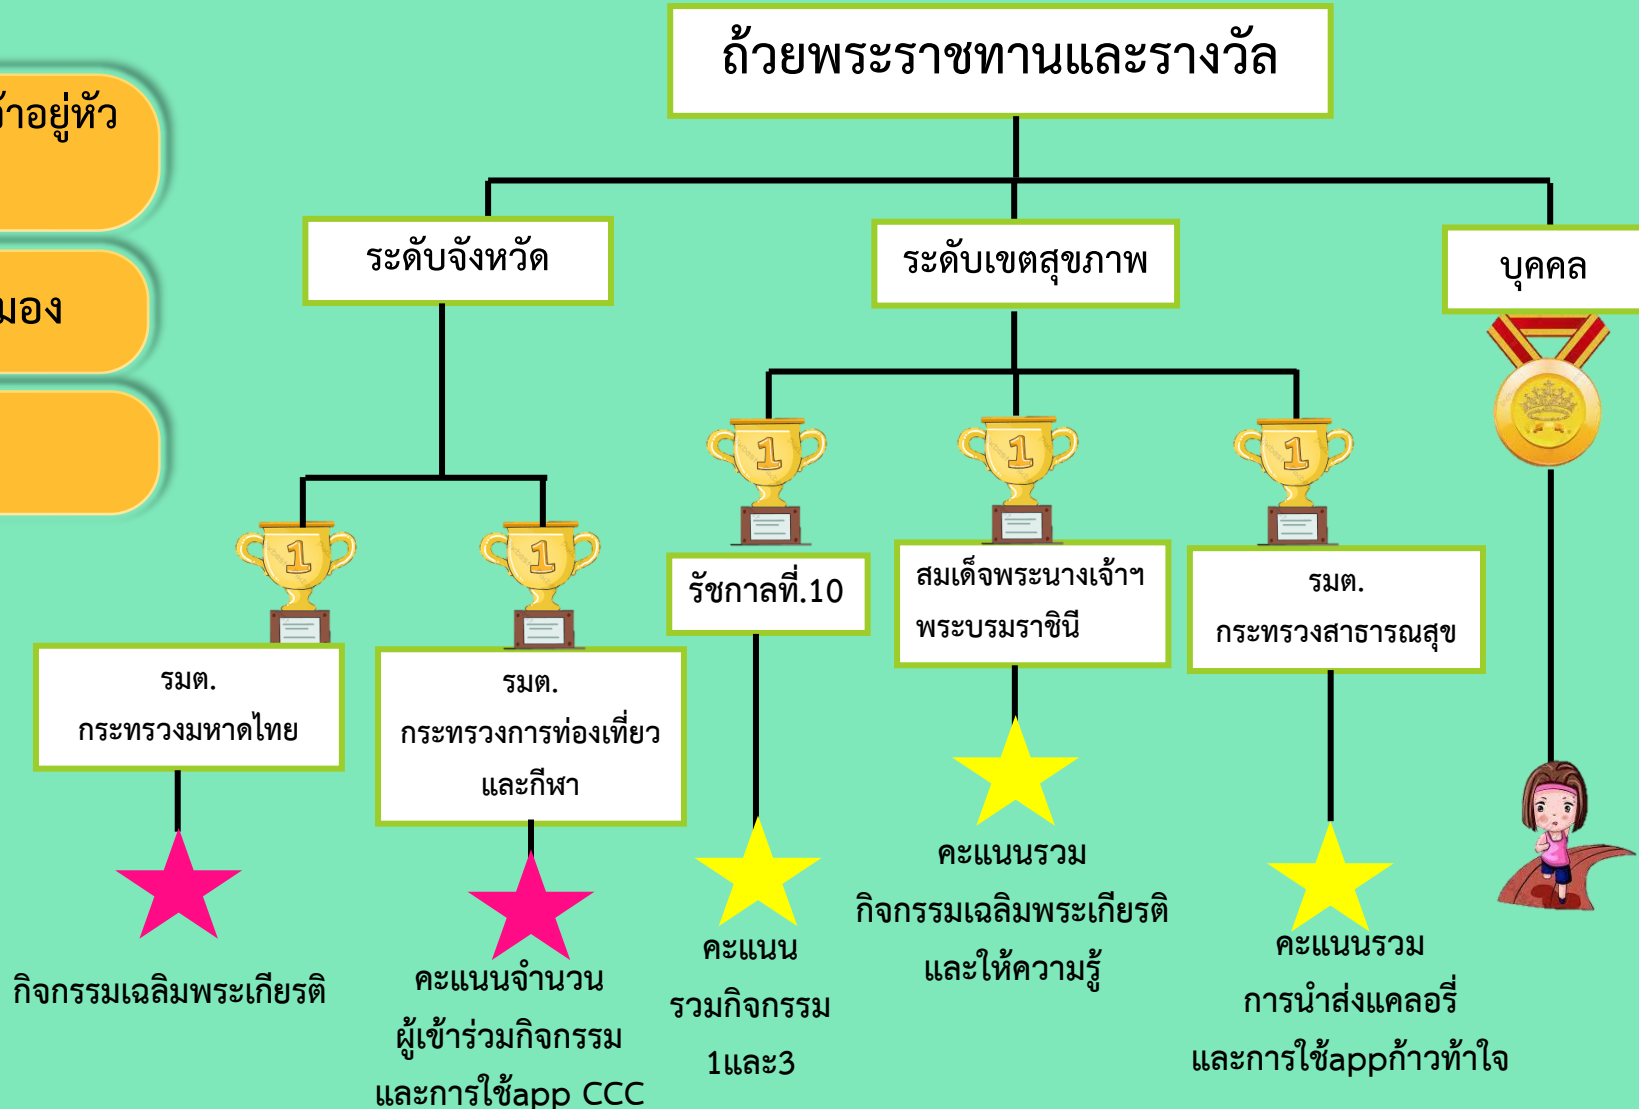 ถ้วยพระราชทานและรางวัล
อยู่หัว
มอง
ระดับจังหวัด
ระดับเขตสุขภาพ
บุคคล
1
1
1
1
1
รมต.
กระทรวงมหาดไทย
รมต.
กระทรวงการท่องเที่ยว
และกีฬา
รัชกาลที่.10
สมเด็จพระนางเจ้าฯ
พระบรมราชินี
รมต.
กระทรวงสาธารณสุข
กิจกรรมเฉลิมพระเกียรติ
คะแนนจำนวน
ผู้เข้าร่วมกิจกรรม
และการใช้app CCC
คะแนน
รวมกิจกรรม
1และ3
คะแนนรวม
กิจกรรมเฉลิมพระเกียรติ
และให้ความรู้
คะแนนรวม
การนำส่งแคลอรี่
และการใช้appก้าวท้าใจ